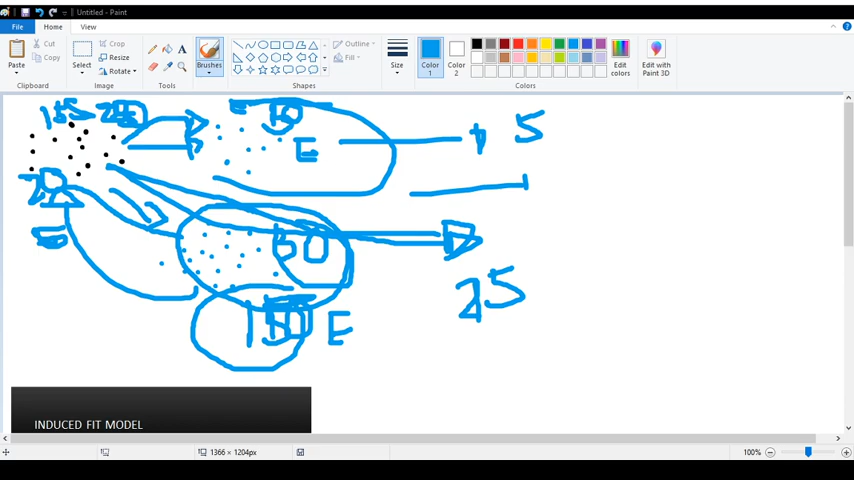 Untitled - Paint
File Home View
Paste
Cut
Copy
Clipboard
Select
Crop
Resize
Rotate
Image
A
Tools
Brushes
Shapes
Outline
Fill
Size
Color 1
Color 2
Colors
Edit colors
Edit with Paint 3D
E
5
50
25
E
INDUCED FIT MODEL
1366 × 1204px
100%